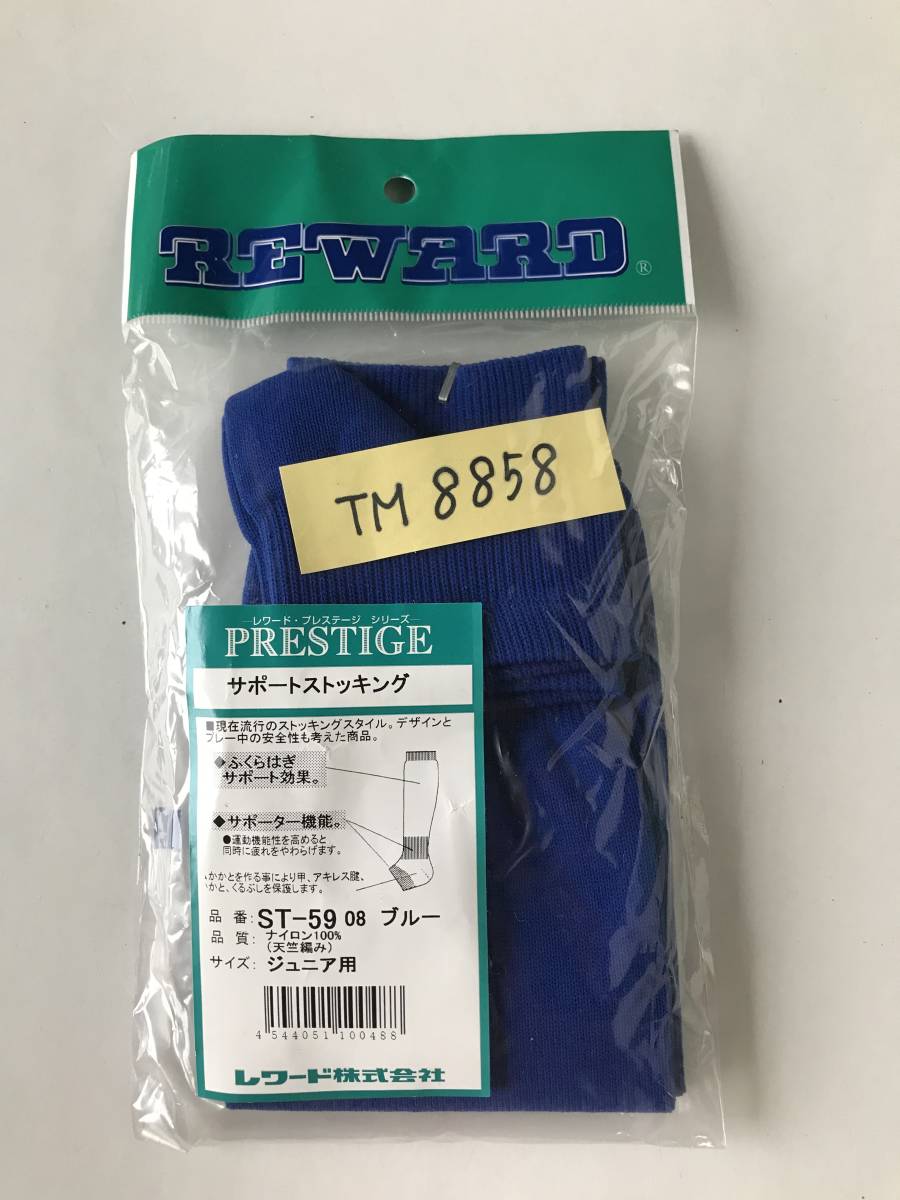 REWARD
®
TM 8858
—レワード・プレステージ シリーズ—
PRESTIGE
サポートストッキング
■現在流行のストッキングスタイル。デザインと
プレー中の安全性も考えた商品。
◆ふくらはぎ
サポート効果。
◆サポーター機能。
●運動機能性を高めると
同時に疲れをやわらげます。
かかとを作る事により甲、アキレス腱、
かと、くるぶしを保護します。
品 番: ST-59 08 ブルー
品 質: ナイロン100%
(天竺編み)
サイズ: ジュニア用
4 544051 100488
レワード株式会社